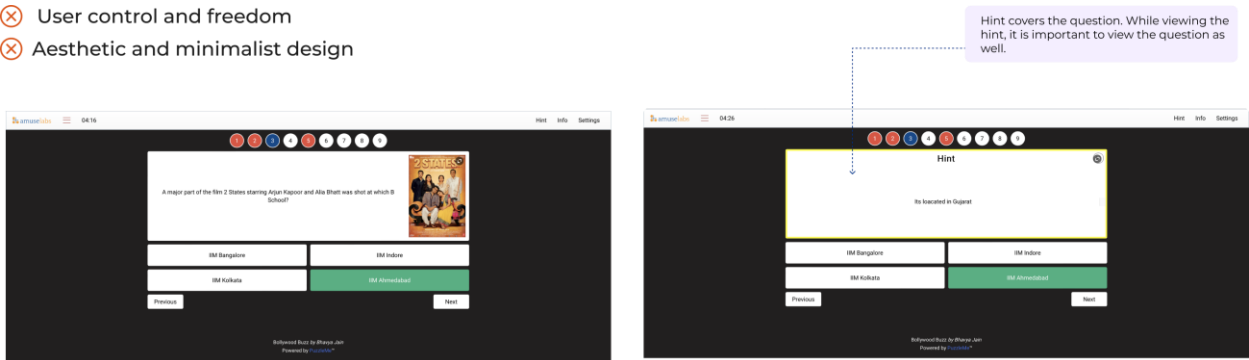 User control and freedom
Aesthetic and minimalist design
Hint covers the question. While viewing the
hint, it is important to view the question as
well.
amuselabs 04:16 Hint Info Settings
1 2 3 4 5 6 7 8 9
A major part of the film 2 States starring Arjun Kapoor and Alia Bhatt was shot at which B
School?
2 STATES
IIM Bangalore IIM Indore
IIM Kolkata IIM Ahmedabad
Previous Next
Bollywood Buzz by Bhavya Jain
Powered by PuzzleMe™
amuselabs 04:26 Hint Info Settings
1 2 3 4 5 6 7 8 9
Hint
Its loacated in Gujarat
IIM Bangalore IIM Indore
IIM Kolkata IIM Ahmedabad
Previous Next
Bollywood Buzz by Bhavya Jain
Powered by PuzzleMe™